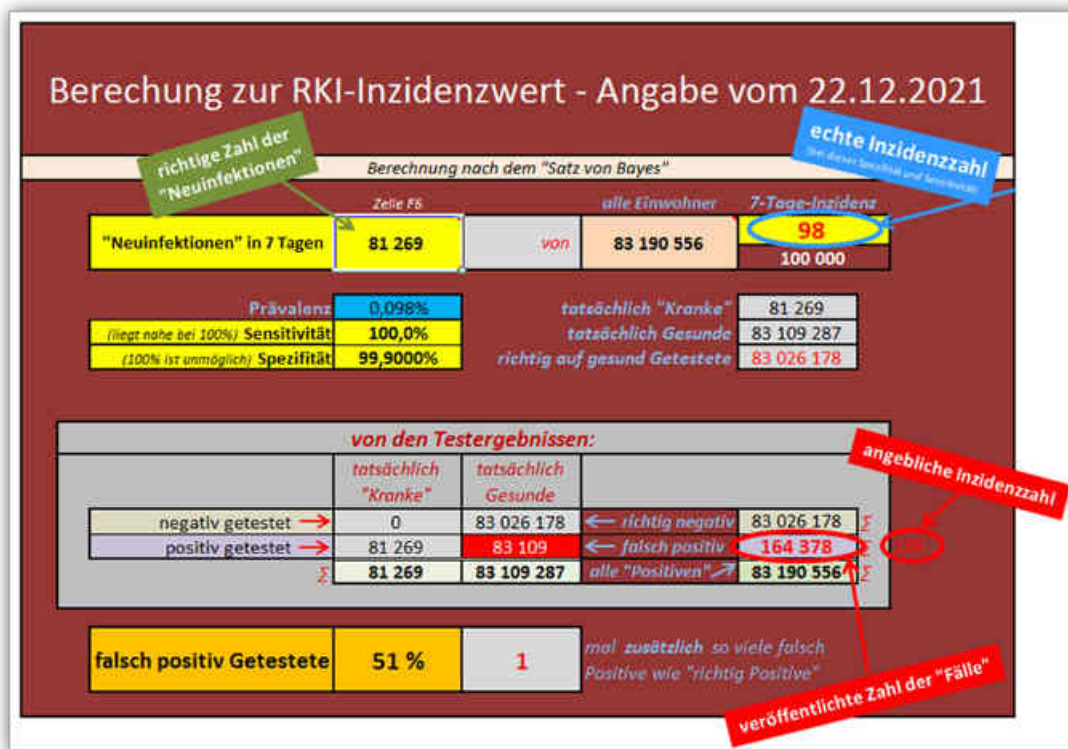 Berechung zur RKI-Inzidenzwert - Angabe vom 22.12.2021
richtige Zahl der
"Neuinfektionen"
echte Inzidenzzahl
(bei dieser Spezifität und Sensitivität)
Berechnung nach dem "Satz von Bayes"
Zelle F6
alle Einwohner
7-Tage-Inzidenz
"Neuinfektionen" in 7 Tagen
81 269
von
83 190 556
98
100 000
Prävalenz
0,098%
tatsächlich "Kranke"
81 269
(liegt nahe bei 100%) Sensitivität
100,0%
tatsächlich Gesunde
83 109 287
(100% ist unmöglich) Spezifität
99,9000%
richtig auf gesund Getestete
83 026 178
von den Testergebnissen:
tatsächlich
"Kranke"
tatsächlich
Gesunde
angebliche Inzidenzzahl
negativ getestet
0
83 026 178
richtig negativ
83 026 178
Σ
positiv getestet
81 269
83 109
falsch positiv
164 378
Σ
Σ
81 269
83 109 287
alle "Positiven"
83 190 556
Σ
falsch positiv Getestete
51 %
1
mal zusätzlich so viele falsch
Positive wie "richtig Positive"
veröffentlichte Zahl der "Fälle"